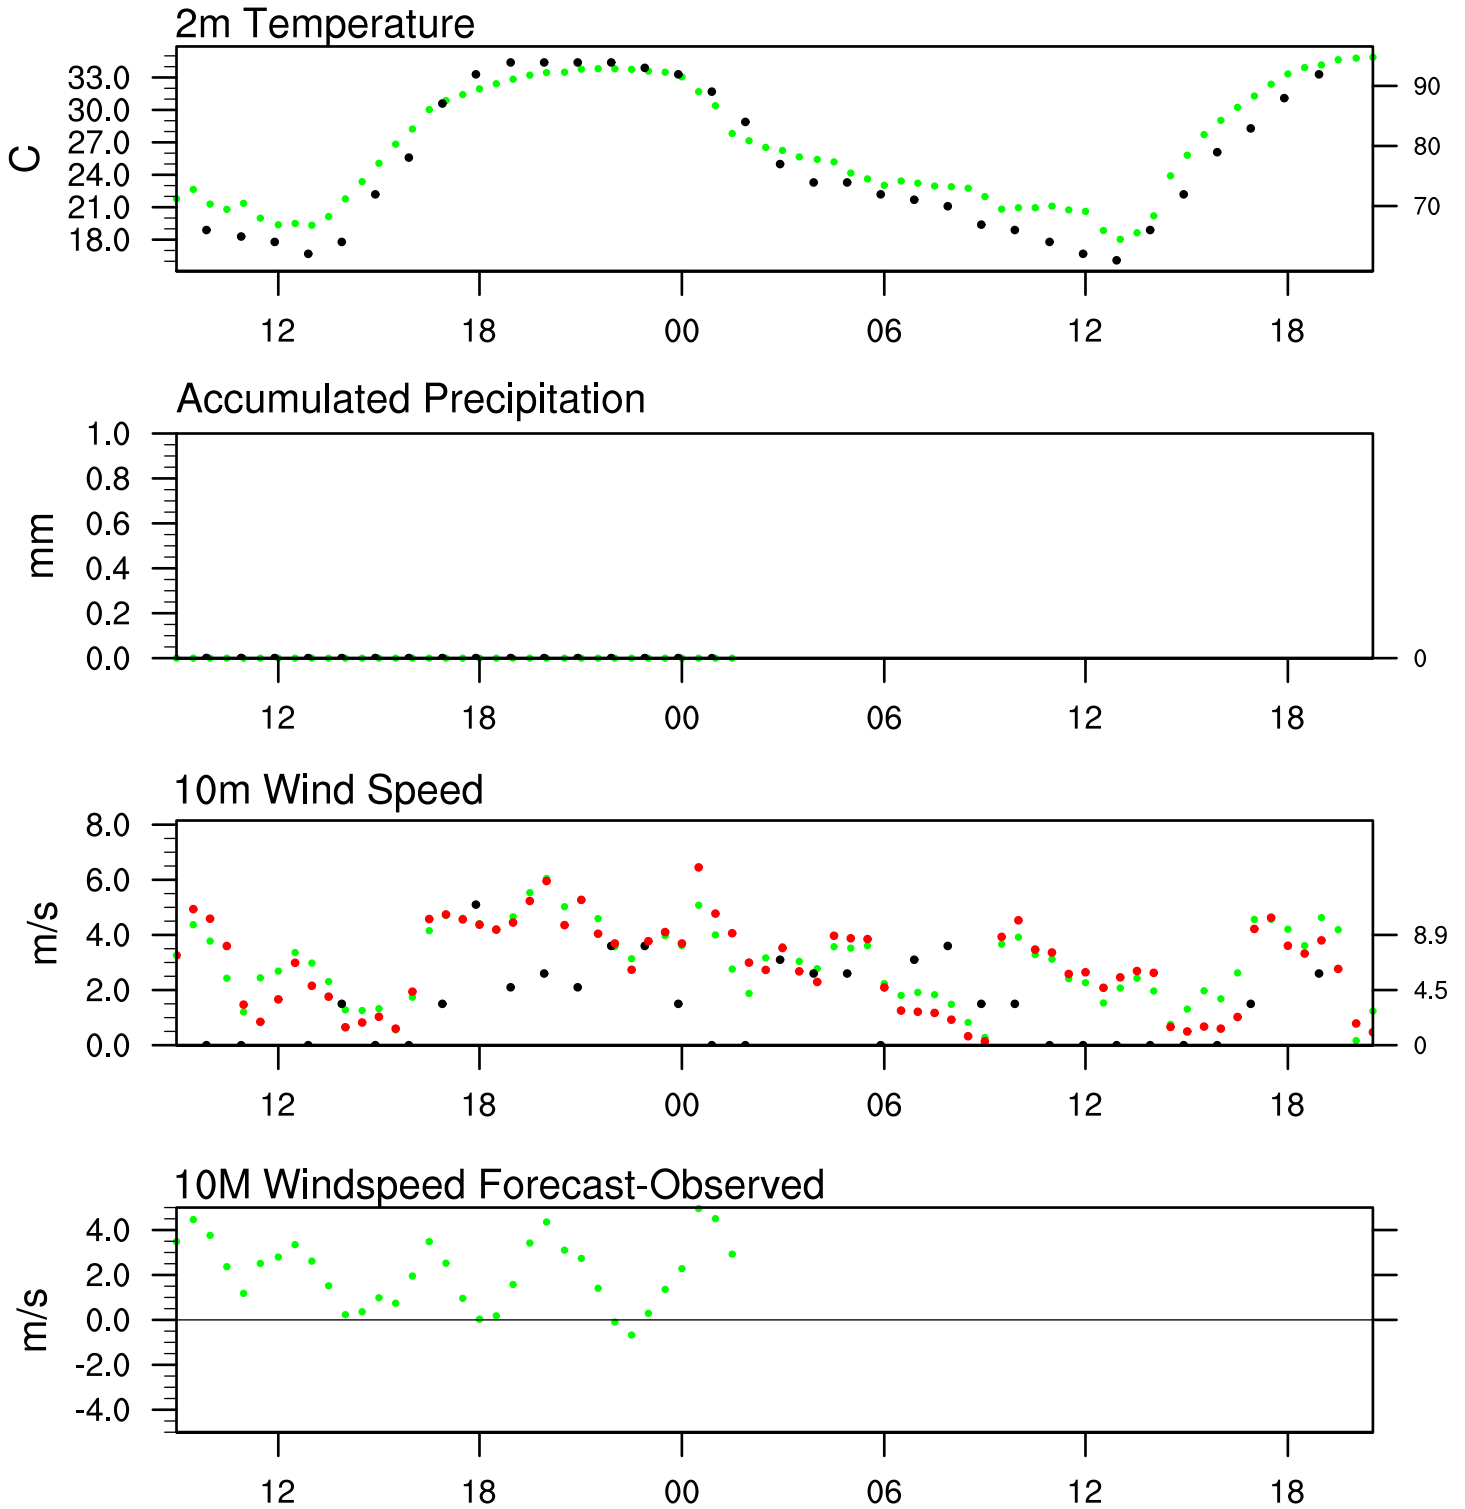 2m Temperature
C
33.0
30.0
27.0
24.0
21.0
18.0
90
80
70
12 18 00 06 12 18
Accumulated Precipitation
mm
1.0
0.8
0.6
0.4
0.2
0.0
0
12 18 00 06 12 18
10m Wind Speed
m/s
8.0
6.0
4.0
2.0
0.0
8.9
4.5
0
12 18 00 06 12 18
10M Windspeed Forecast-Observed
m/s
4.0
2.0
0.0
-2.0
-4.0
12 18 00 06 12 18